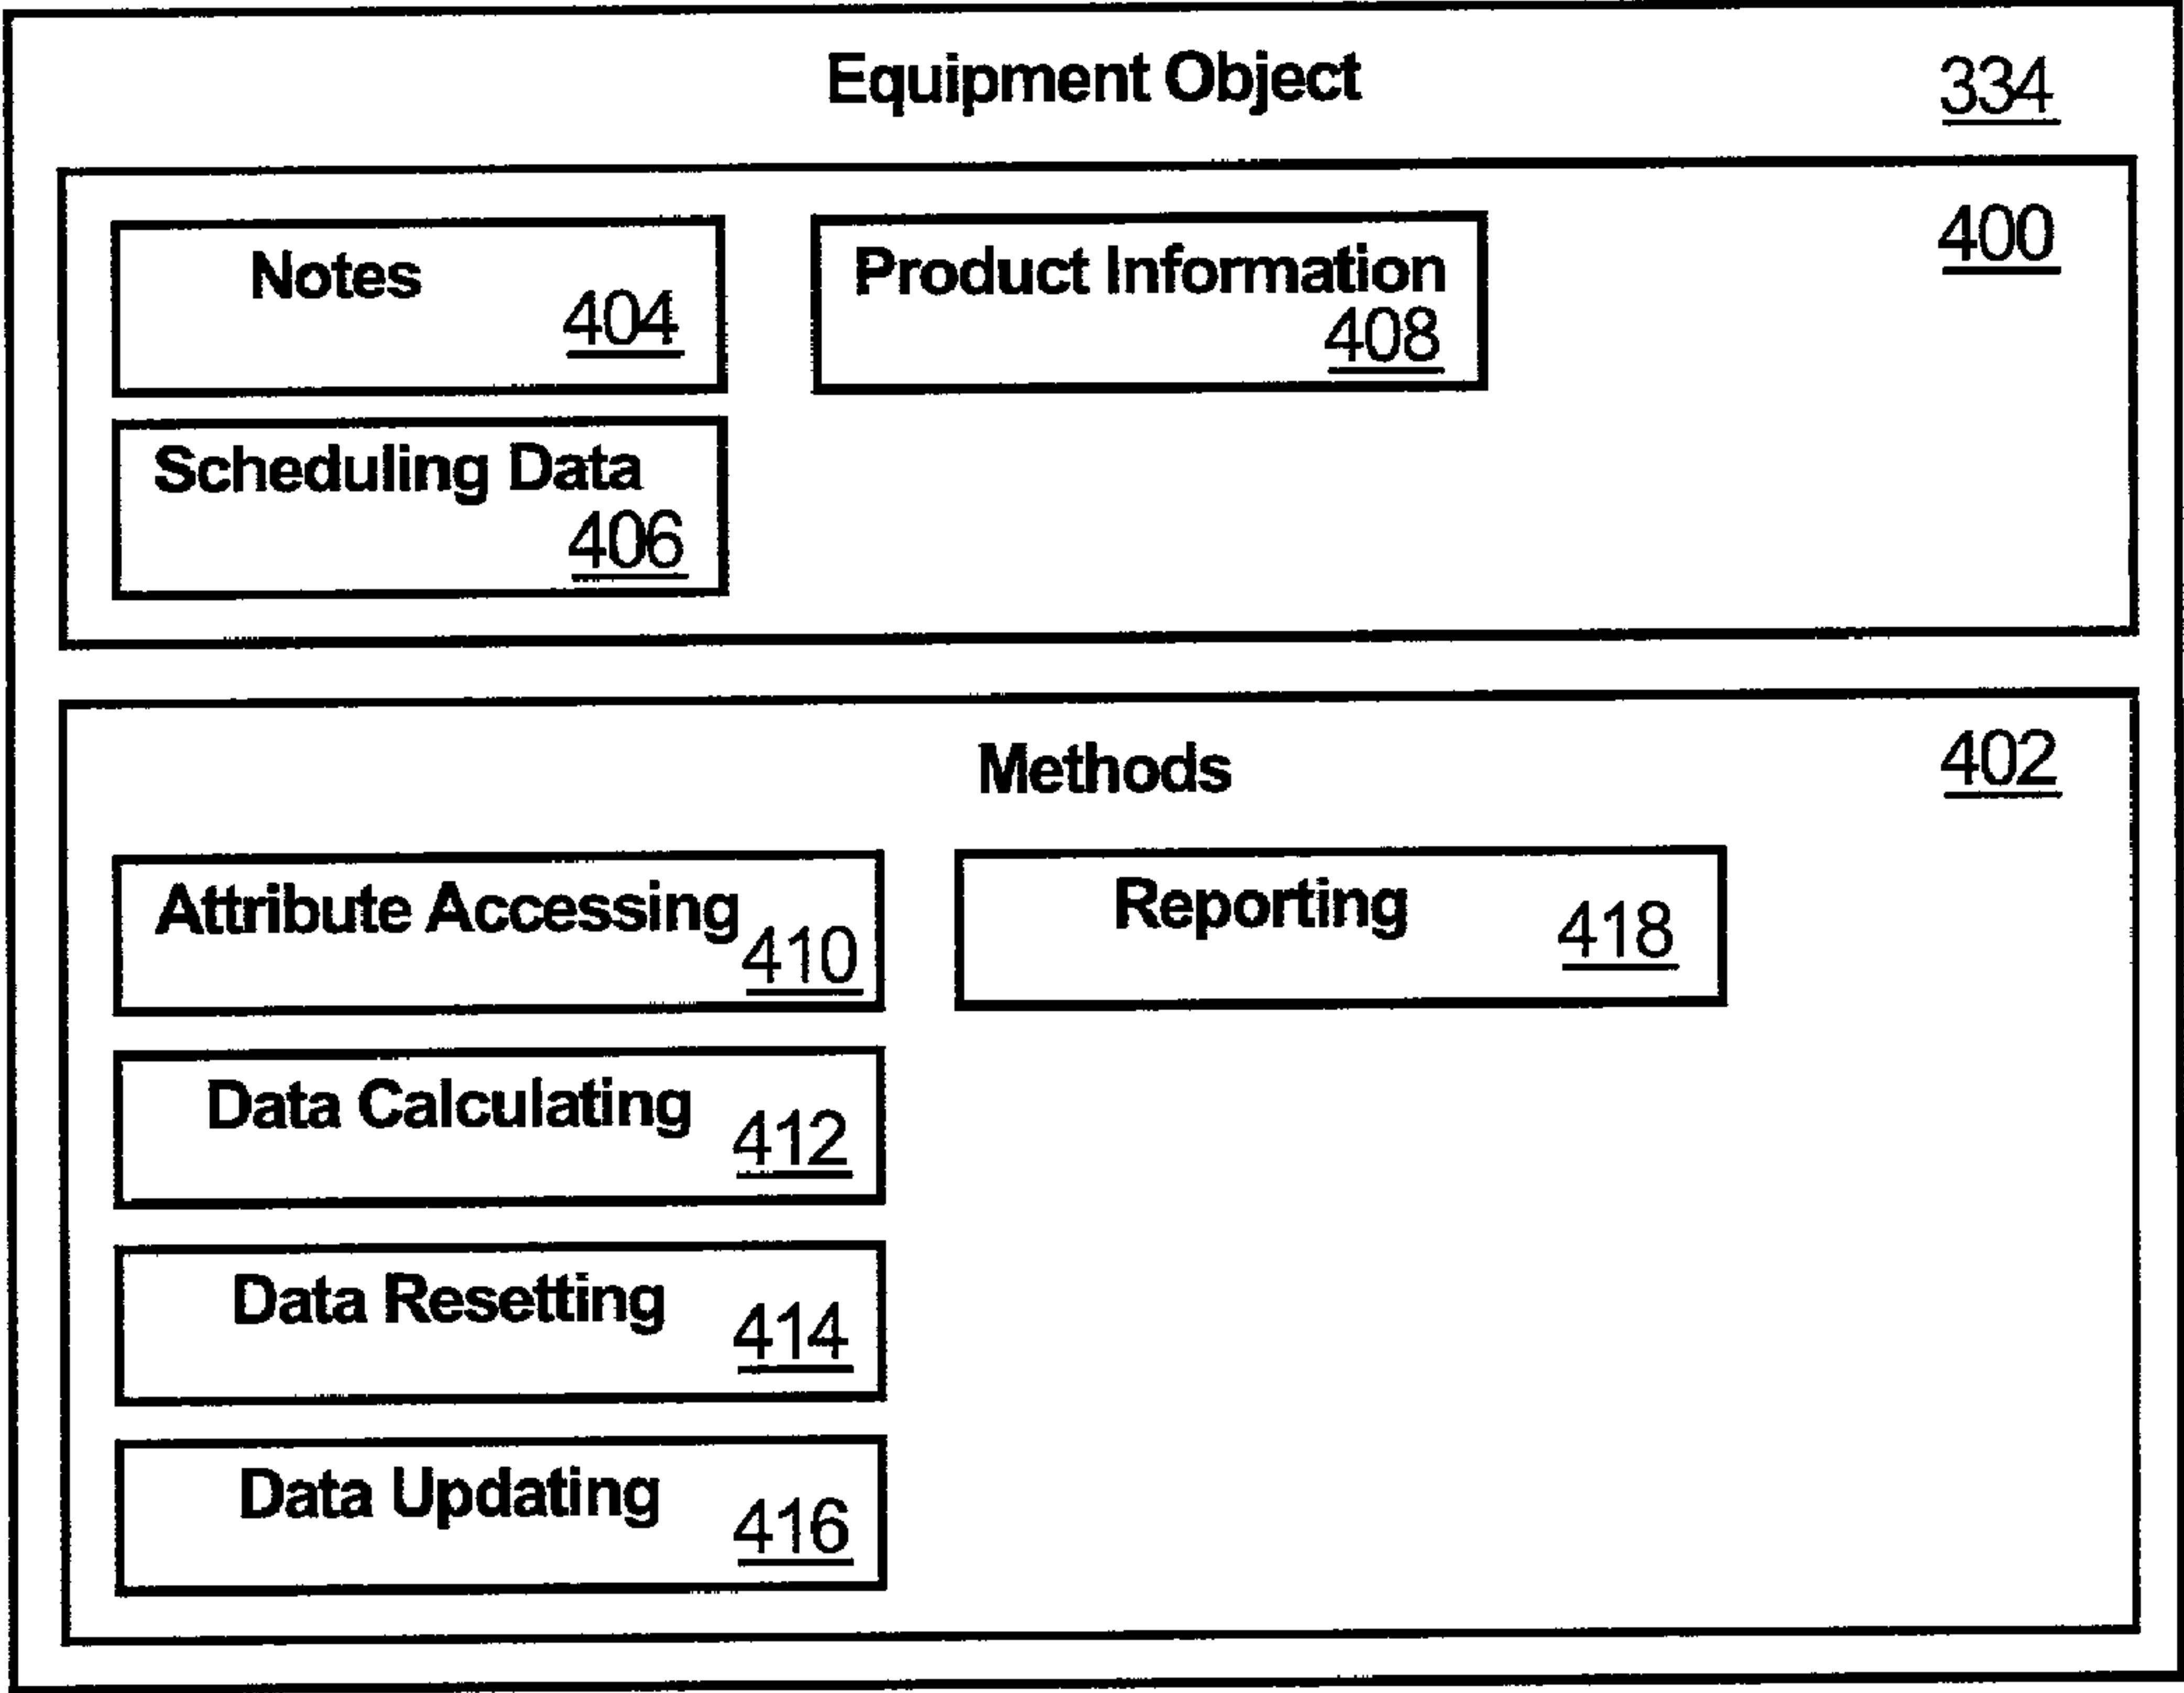 Equipment Object 334
400
Notes
404
Product Information
408
Scheduling Data
406
Methods 402
Attribute Accessing
410
Reporting
418
Data Calculating
412
Data Resetting
414
Data Updating
416